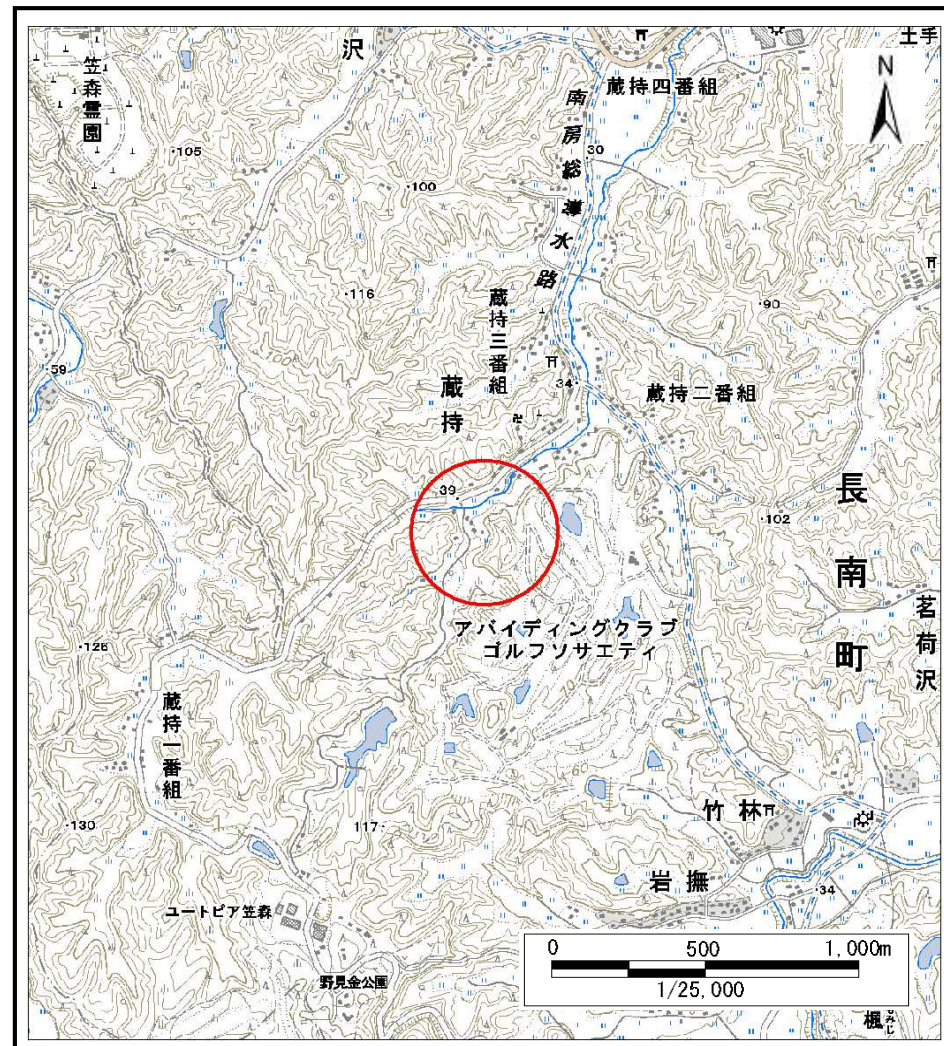 沢
土手
笠森霊園
蔵持四番組
N
105
南房総導水路
30
100
116
蔵持三番組
90
59
蔵持
34
蔵持二番組
39
長南町
102
茗荷沢
アバイディングクラブ
ゴルフソサエティ
126
蔵持一番組
60
130
117
竹林
岩撫
34
ユートピア笠森
野見金公園
0 500 1,000m
1/25,000
楓